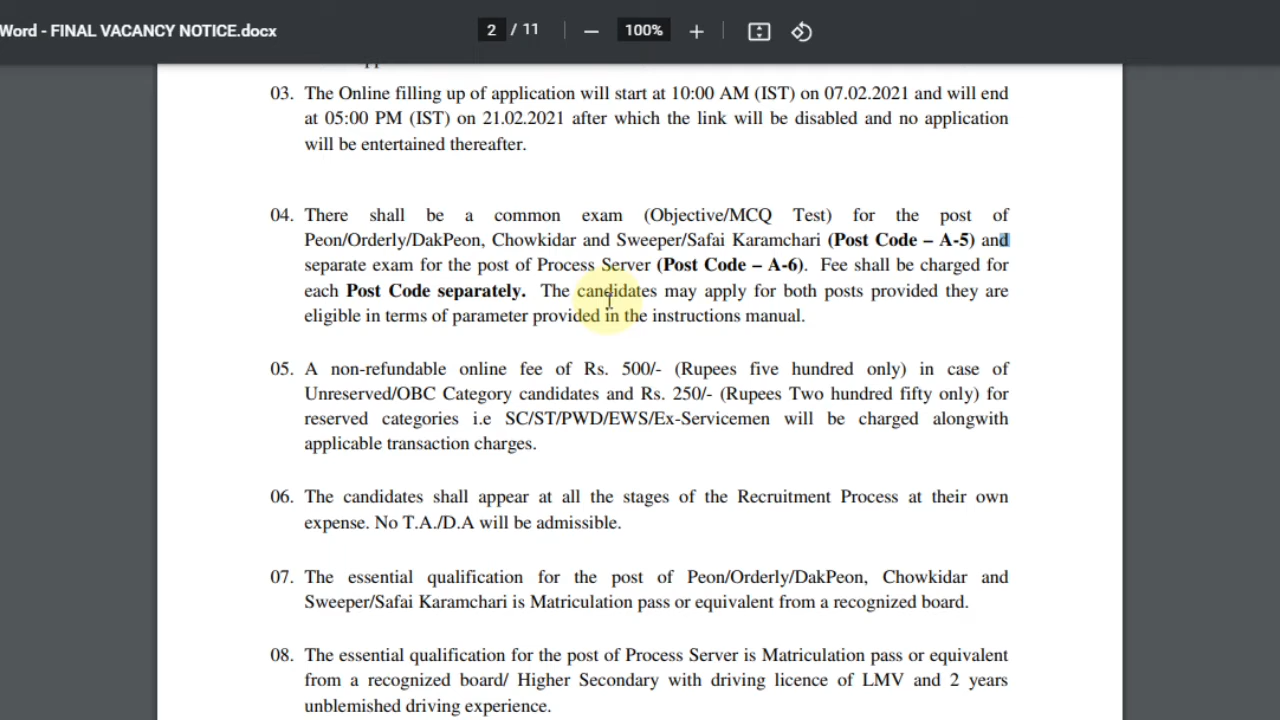 Word - FINAL VACANCY NOTICE.docx
2 / 11
100%
03. The Online filling up of application will start at 10:00 AM (IST) on 07.02.2021 and will end
at 05:00 PM (IST) on 21.02.2021 after which the link will be disabled and no application
will be entertained thereafter.
04. There shall be a common exam (Objective/MCQ Test) for the post of
Peon/Orderly/DakPeon, Chowkidar and Sweeper/Safai Karamchari (Post Code – A-5) and
separate exam for the post of Process Server (Post Code – A-6). Fee shall be charged for
each Post Code separately. The candidates may apply for both posts provided they are
eligible in terms of parameter provided in the instructions manual.
05. A non-refundable online fee of Rs. 500/- (Rupees five hundred only) in case of
Unreserved/OBC Category candidates and Rs. 250/- (Rupees Two hundred fifty only) for
reserved categories i.e SC/ST/PWD/EWS/Ex-Servicemen will be charged alongwith
applicable transaction charges.
06. The candidates shall appear at all the stages of the Recruitment Process at their own
expense. No T.A./D.A will be admissible.
07. The essential qualification for the post of Peon/Orderly/DakPeon, Chowkidar and
Sweeper/Safai Karamchari is Matriculation pass or equivalent from a recognized board.
08. The essential qualification for the post of Process Server is Matriculation pass or equivalent
from a recognized board/ Higher Secondary with driving licence of LMV and 2 years
unblemished driving experience.